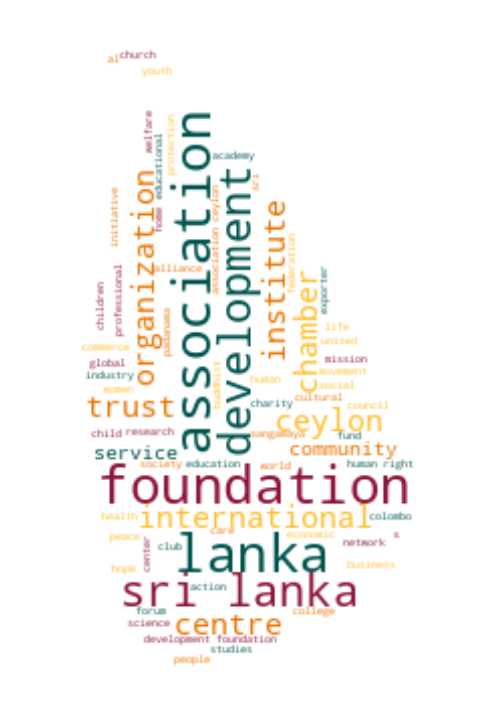 al church
youth
welfare
educational
protection
association
academy
development
sri
organization
home
initiative
association ceylon
institute
federation
alliance
children
professional
padanama
chamber
exporter
commerce
global
industry
women
buddhist
human
life
united
mission
movement
social
trust
charity
cultural
council
ceylon
child research
sangamaya
fund
service
community
society education
world
human right
foundation
health
international
colombo
peace
care
economic
s
center
club
lanka
network
hope
action
business
sri lanka
forum
college
science
centre
development foundation
studies
people